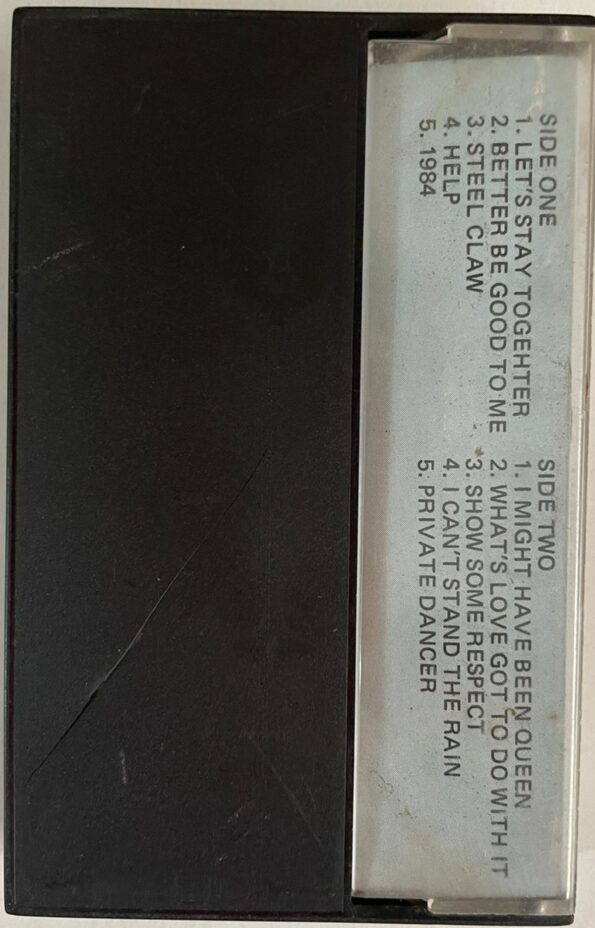 SIDE ONE
1. LET'S STAY TOGEHTER
2. BETTER BE GOOD TO ME
3. STEEL CLAW
4. HELP
5. 1984
SIDE TWO
1. I MIGHT HAVE BEEN QUEEN
2. WHAT'S LOVE GOT TO DO WITH IT
3. SHOW SOME RESPECT
4. I CAN'T STAND THE RAIN
5. PRIVATE DANCER